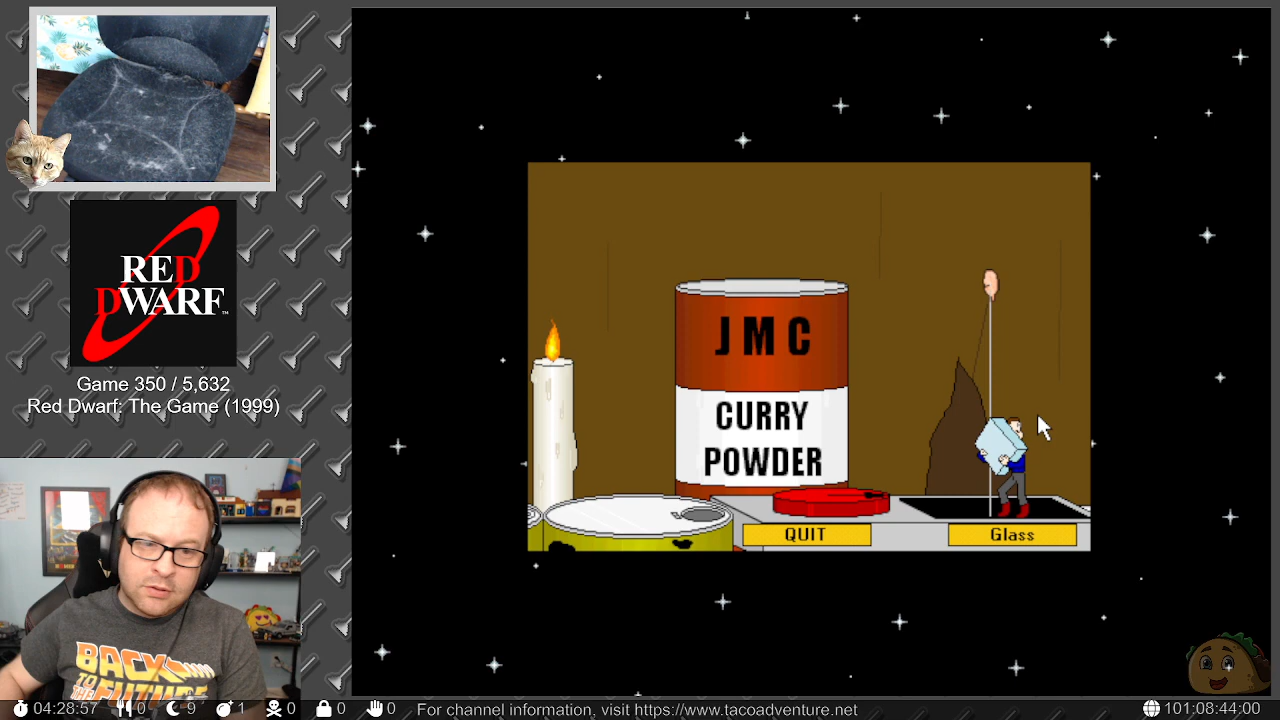 RED
DWARF™
Game 350 / 5,632
Red Dwarf: The Game (1999)
JMC
CURRY
POWDER
QUIT
Glass
BACK
TO THE
FUTURE
04:28:57 0 9 1 0 0 0 For channel information, visit https://www.tacoadventure.net 101:08:44:00